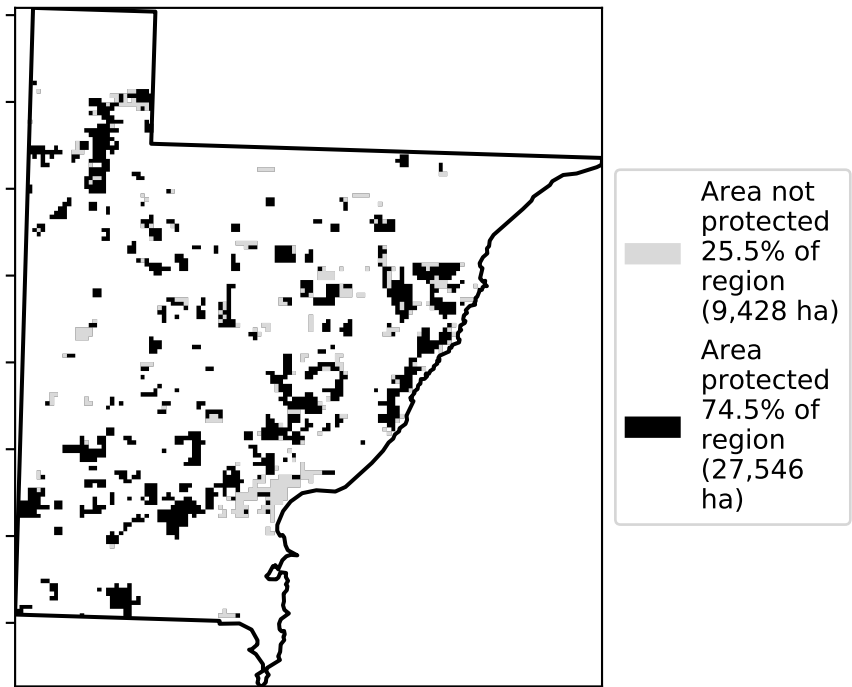 Area not
protected
25.5% of
region
(9,428 ha)
Area
protected
74.5% of
region
(27,546
ha)